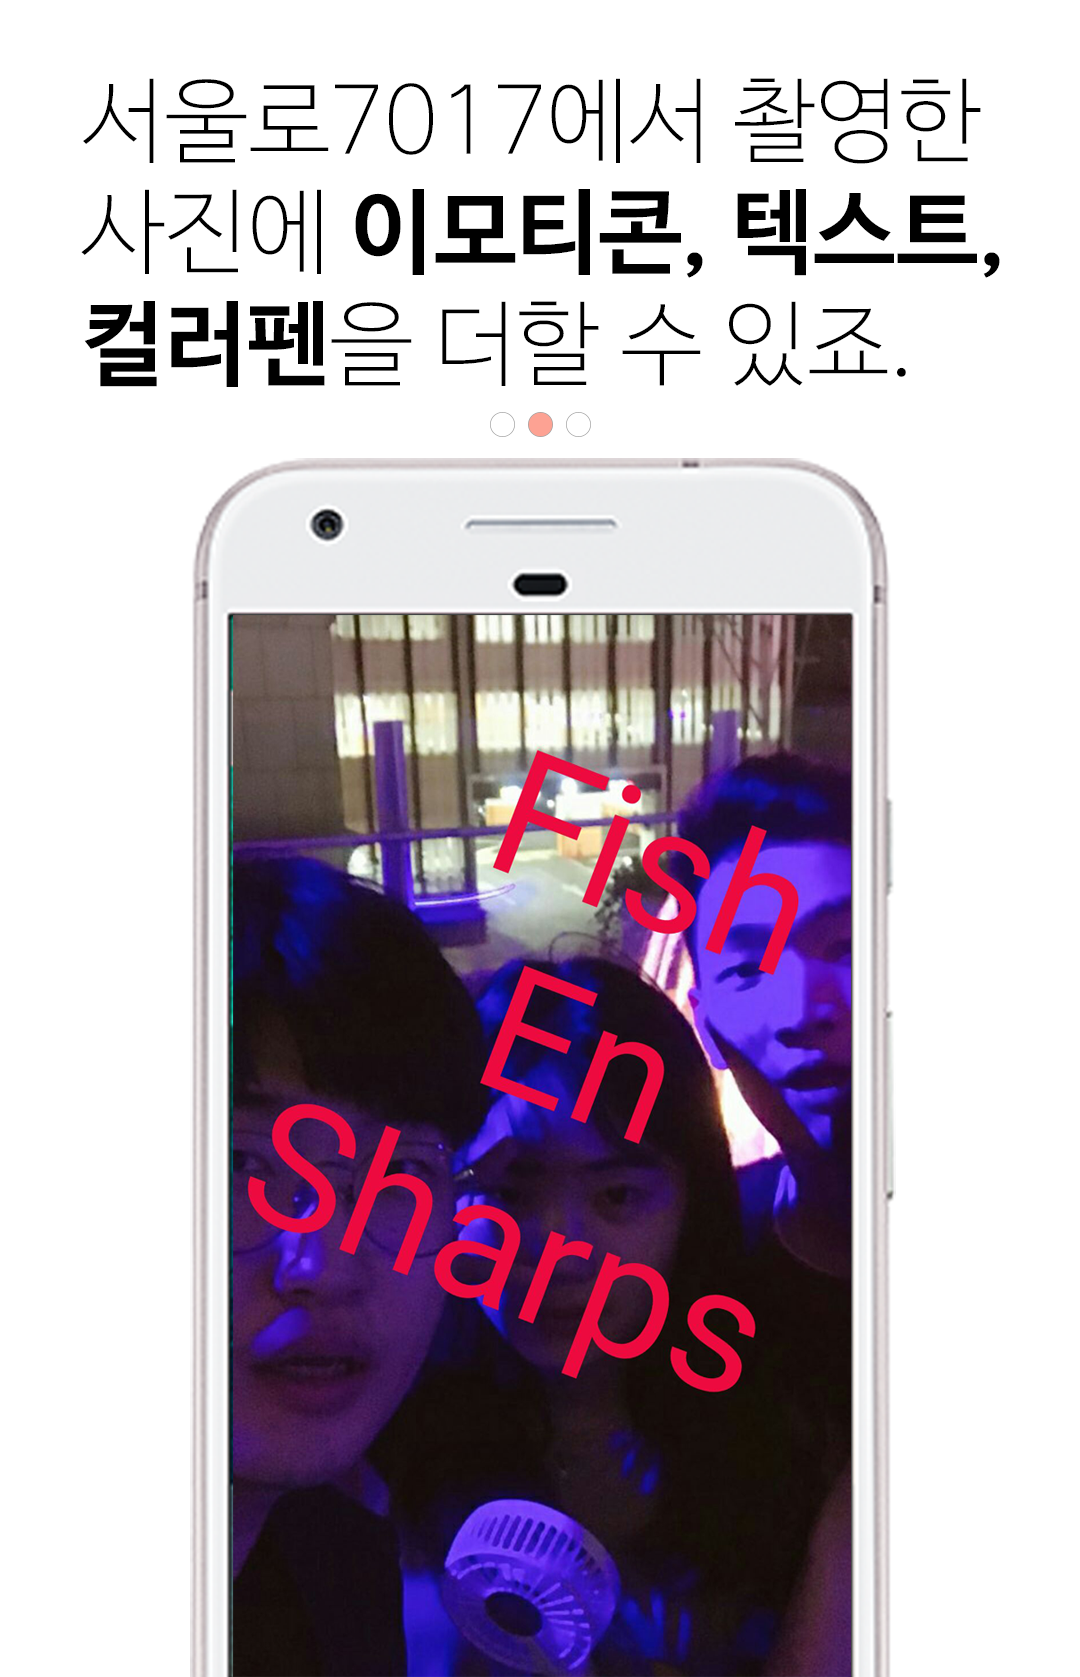 서울로7017에서 촬영한
사진에 이모티콘, 텍스트,
컬러펜을 더할 수 있죠.
Fish
En
Sharps